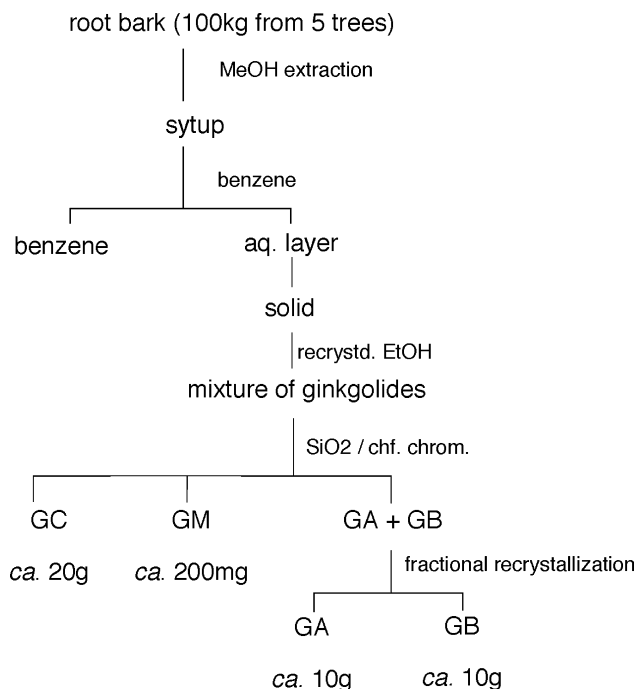 root bark (100kg from 5 trees)
MeOH extraction
sytup
benzene
benzene aq. layer
solid
recrystd. EtOH
mixture of ginkgolides
SiO2 / chf. chrom.
GC GM GA + GB
ca. 20g ca. 200mg
fractional recrystallization
GA GB
ca. 10g ca. 10g